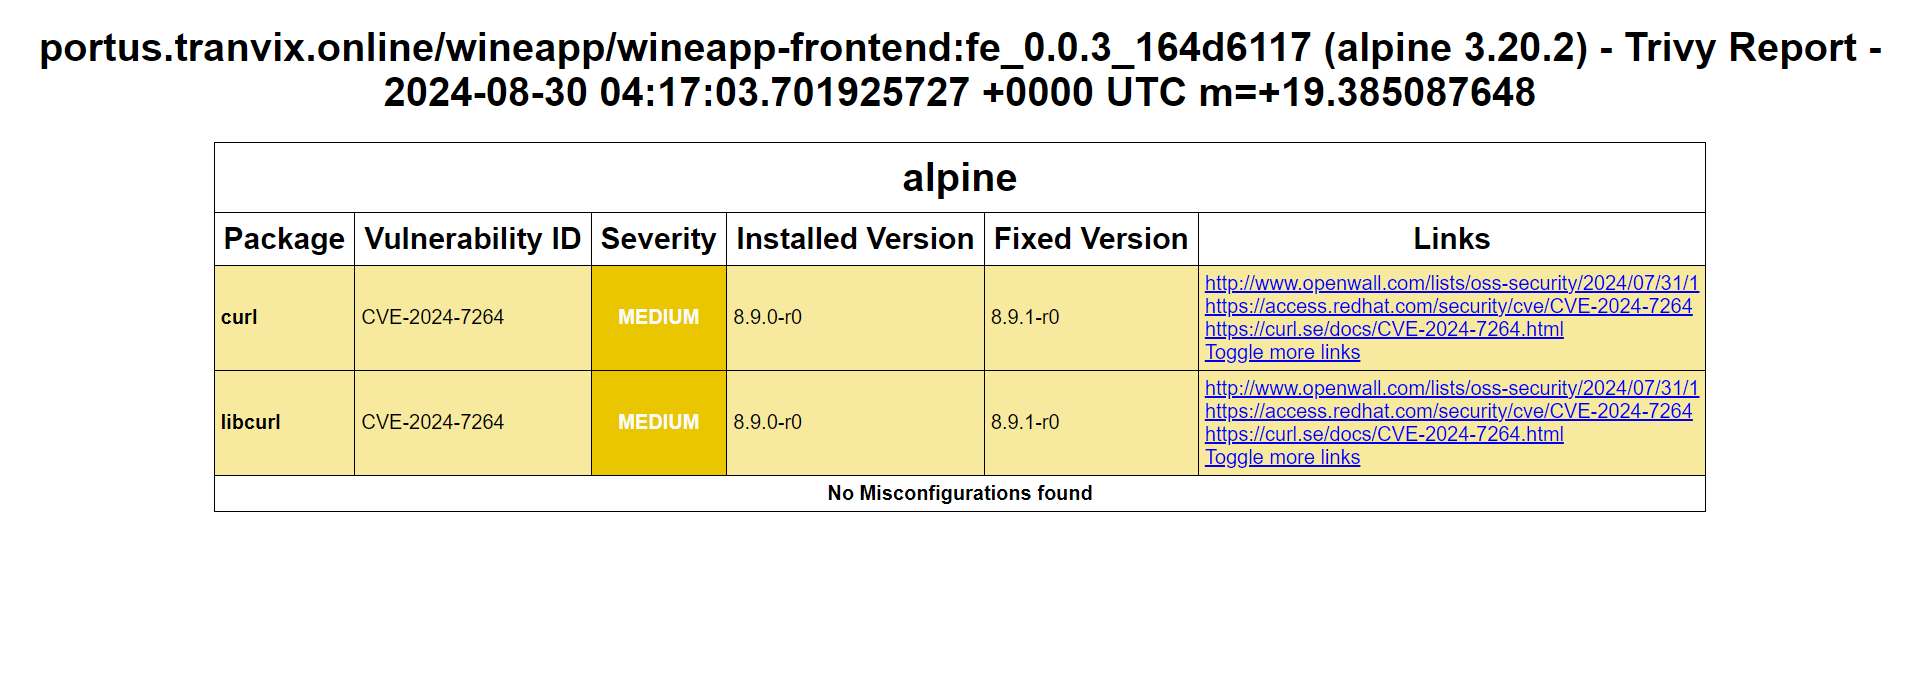 portus.tranvix.online/wineapp/wineapp-frontend:fe_0.0.3_164d6117 (alpine 3.20.2) - Trivy Report -
2024-08-30 04:17:03.701925727 +0000 UTC m=+19.385087648
alpine
Package Vulnerability ID Severity Installed Version Fixed Version Links
curl CVE-2024-7264 MEDIUM 8.9.0-r0 8.9.1-r0
http://www.openwall.com/lists/oss-security/2024/07/31/1
https://access.redhat.com/security/cve/CVE-2024-7264
https://curl.se/docs/CVE-2024-7264.html
Toggle more links
libcurl CVE-2024-7264 MEDIUM 8.9.0-r0 8.9.1-r0
http://www.openwall.com/lists/oss-security/2024/07/31/1
https://access.redhat.com/security/cve/CVE-2024-7264
https://curl.se/docs/CVE-2024-7264.html
Toggle more links
No Misconfigurations found